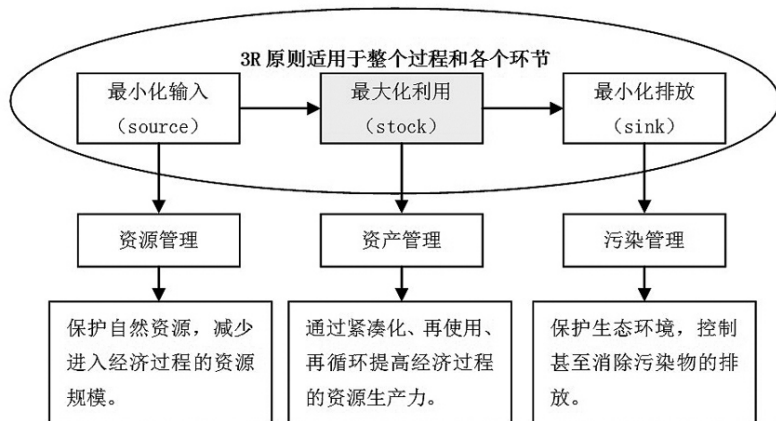 3R 原则适用于整个过程和各个环节
最小化输入
（source）
最大化利用
（stock）
最小化排放
（sink）
资源管理
资产管理
污染管理
保护自然资源，减少
进入经济过程的资源
规模。
通过紧凑化、再使用、
再循环提高经济过程
的资源生产力。
保护生态环境，控制
甚至消除污染物的排
放。